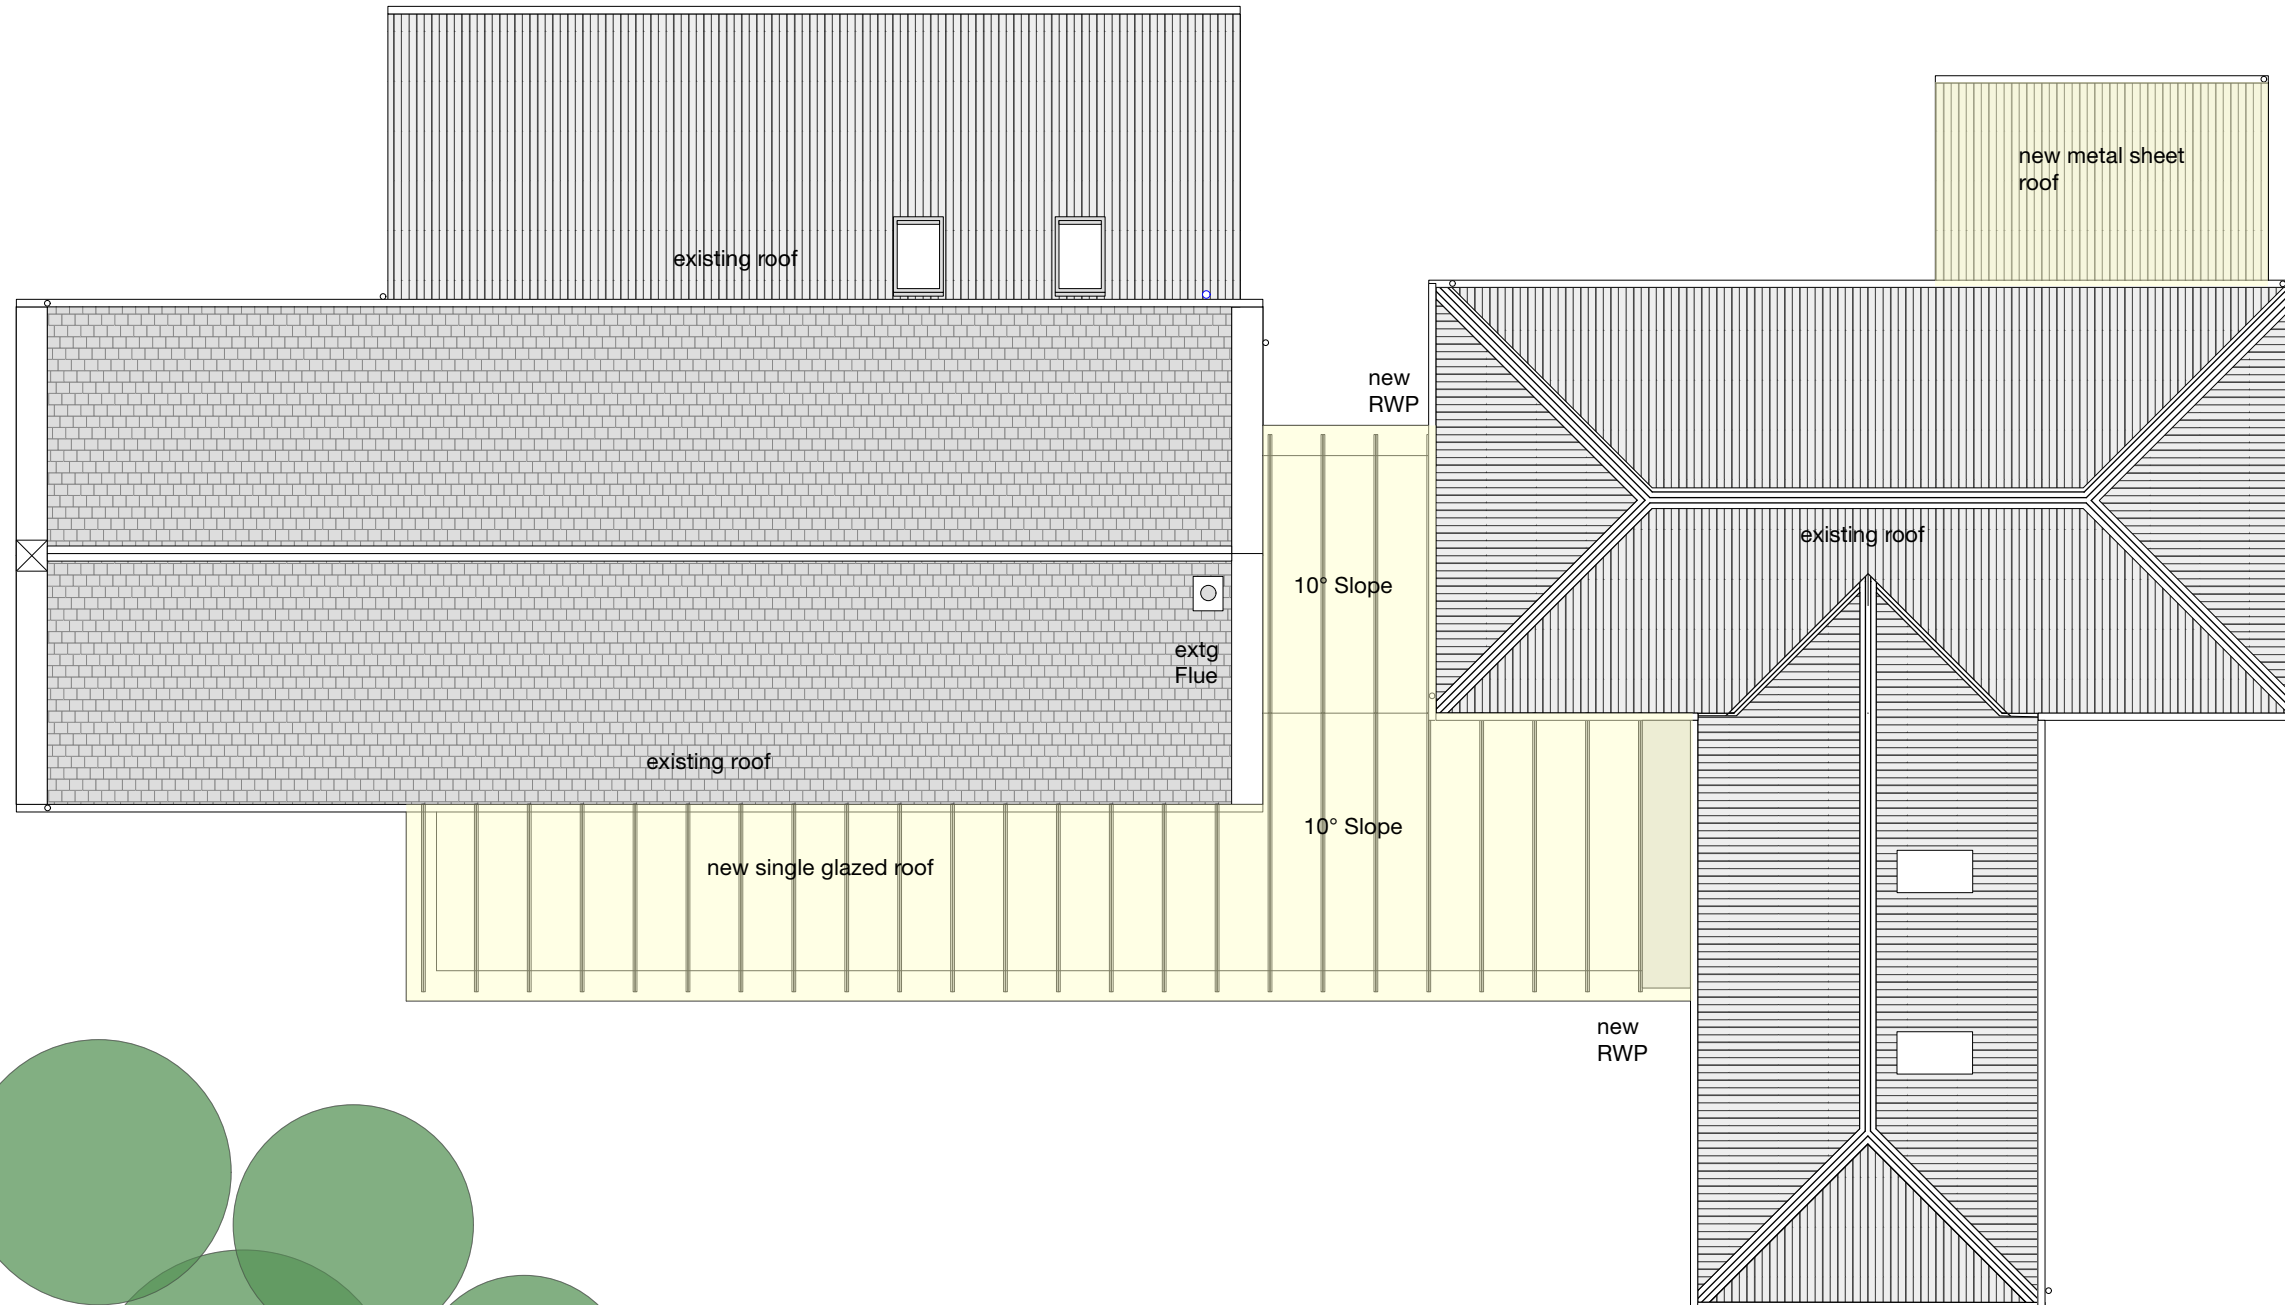 new metal sheet
roof
existing roof
new
RWP
existing roof
10° Slope
extg
Flue
existing roof
10° Slope
new single glazed roof
new
RWP